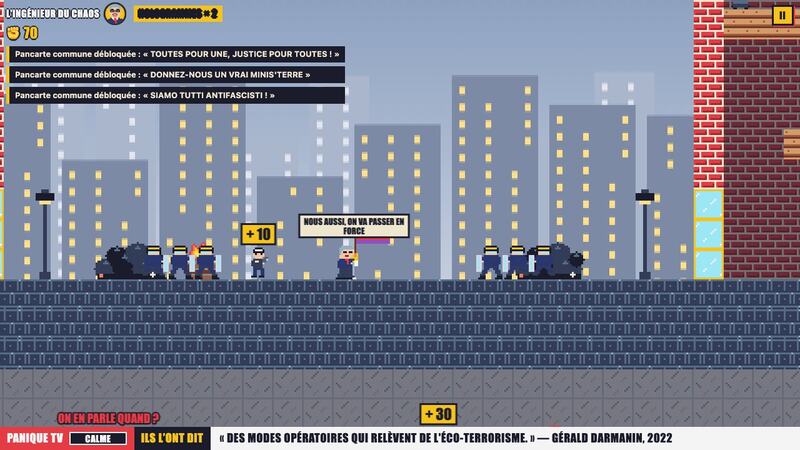 L'INGÉNIEUR DU CHAOS
HOLOGRAMMES #2
70
Pancarte commune débloquée : « TOUTES POUR UNE, JUSTICE POUR TOUTES ! »
Pancarte commune débloquée : « DONNEZ-NOUS UN VRAI MINIS'TERRE »
Pancarte commune débloquée : « SIAMO TUTTI ANTIFASCISTI ! »
+ 10
NOUS AUSSI, ON VA PASSER EN
FORCE
+ 30
ON EN PARLE QUAND ?
PANIQUE TV
CALME
ILS L'ONT DIT
« DES MODES OPÉRATOIRES QUI RELÈVENT DE L'ÉCO-TERRORISME. » — GÉRALD DARMANIN, 2022